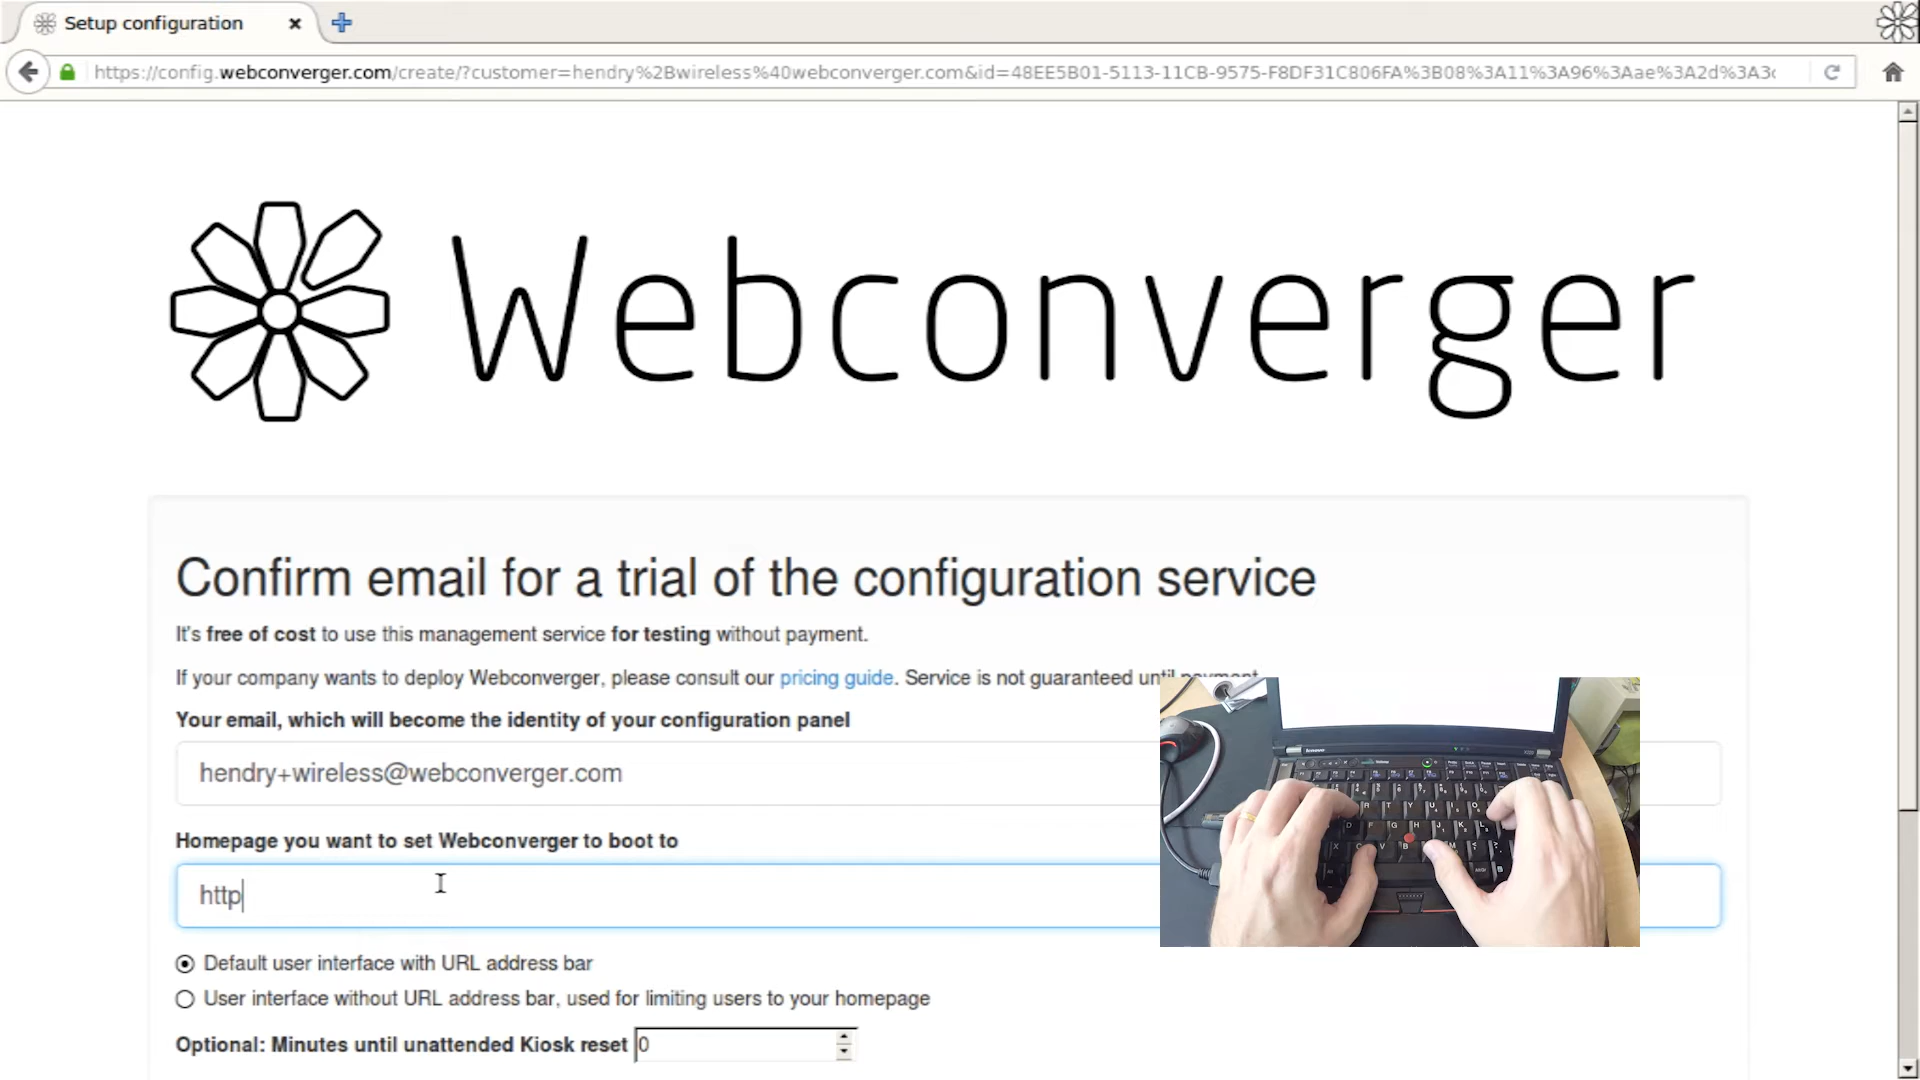 Setup configuration
https://config.webconverger.com/create/?customer=hendry%2Bwireless%40webconverger.com&id=48EE5B01-5113-11CB-9575-F8DF31C806FA%3B08%3A11%3A96%3Aae%3A2d%3A3c
Webconverger
Confirm email for a trial of the configuration service
It's free of cost to use this management service for testing without payment.
If your company wants to deploy Webconverger, please consult our pricing guide. Service is not guaranteed until payment.
Your email, which will become the identity of your configuration panel
hendry+wireless@webconverger.com
Homepage you want to set Webconverger to boot to
http
Default user interface with URL address bar
User interface without URL address bar, used for limiting users to your homepage
Optional: Minutes until unattended Kiosk reset 0